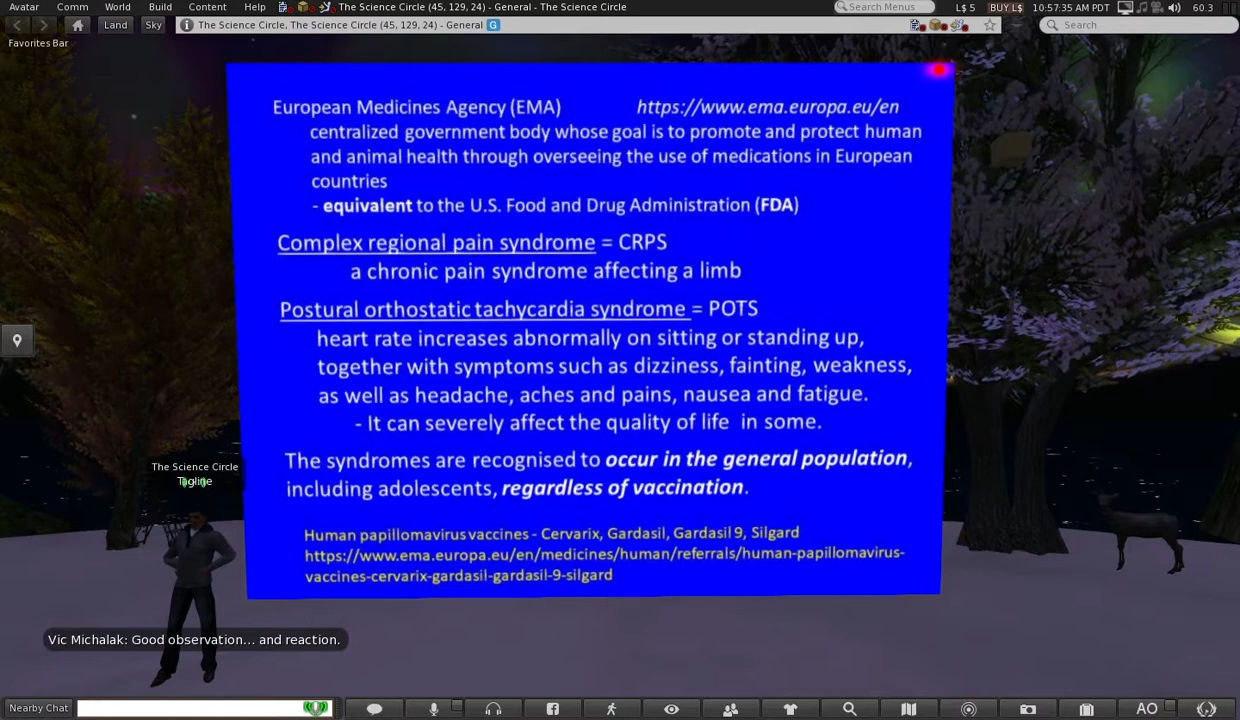 Avatar Comm World Build Content Help The Science Circle, The Science Circle (45, 129, 24) - General - The Science Circle Search Menus L$ 5 BUY L$ 10:57:35 AM PDT 60.3
Land Sky The Science Circle, The Science Circle (45, 129, 24) - General G Search
Favorites Bar
European Medicines Agency (EMA) https://www.ema.europa.eu/en
centralized government body whose goal is to promote and protect human
and animal health through overseeing the use of medications in European
countries
- equivalent to the U.S. Food and Drug Administration (FDA)
Complex regional pain syndrome = CRPS
a chronic pain syndrome affecting a limb
Postural orthostatic tachycardia syndrome = POTS
heart rate increases abnormally on sitting or standing up,
together with symptoms such as dizziness, fainting, weakness,
as well as headache, aches and pains, nausea and fatigue.
- It can severely affect the quality of life in some.
The syndromes are recognised to occur in the general population,
including adolescents, regardless of vaccination.
Human papillomavirus vaccines - Cervarix, Gardasil, Gardasil 9, Silgard
https://www.ema.europa.eu/en/medicines/human/referrals/human-papillomavirus-
vaccines-cervarix-gardasil-gardasil-9-silgard
The Science Circle
Tagline
Vic Michalak: Good observation... and reaction.
Nearby Chat AO